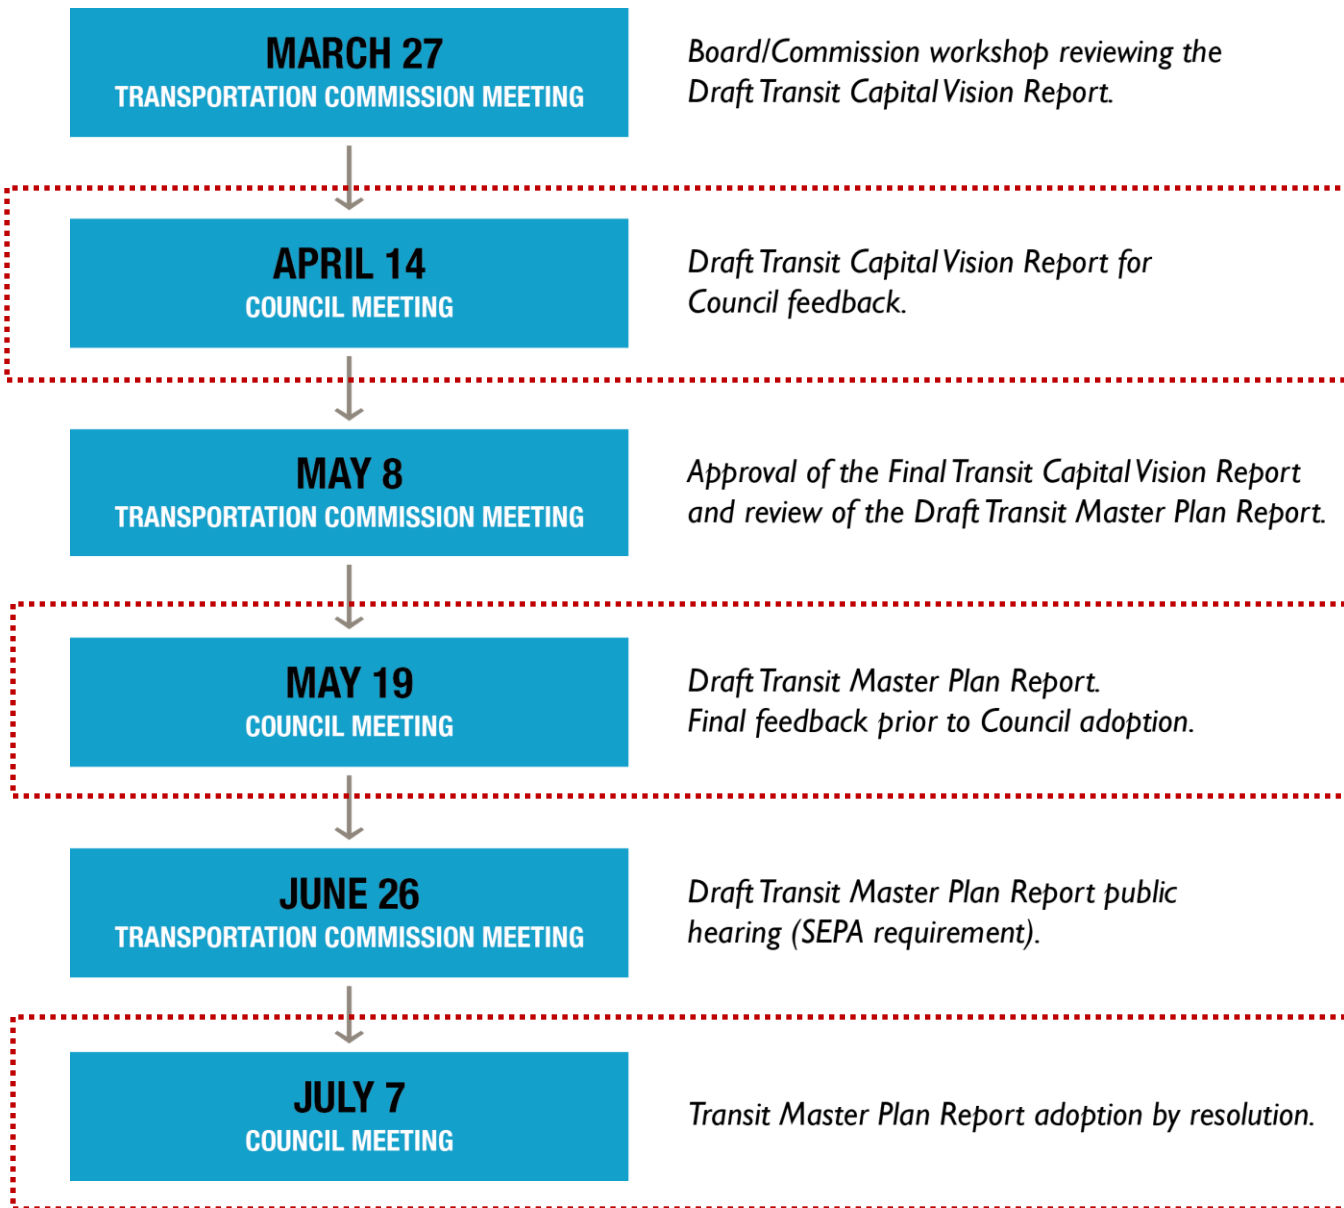 MARCH 27
TRANSPORTATION COMMISSION MEETING
Board/Commission workshop reviewing the
Draft Transit Capital Vision Report.
APRIL 14
COUNCIL MEETING
Draft Transit Capital Vision Report for
Council feedback.
MAY 8
TRANSPORTATION COMMISSION MEETING
Approval of the Final Transit Capital Vision Report
and review of the Draft Transit Master Plan Report.
MAY 19
COUNCIL MEETING
Draft Transit Master Plan Report.
Final feedback prior to Council adoption.
JUNE 26
TRANSPORTATION COMMISSION MEETING
Draft Transit Master Plan Report public
hearing (SEPA requirement).
JULY 7
COUNCIL MEETING
Transit Master Plan Report adoption by resolution.